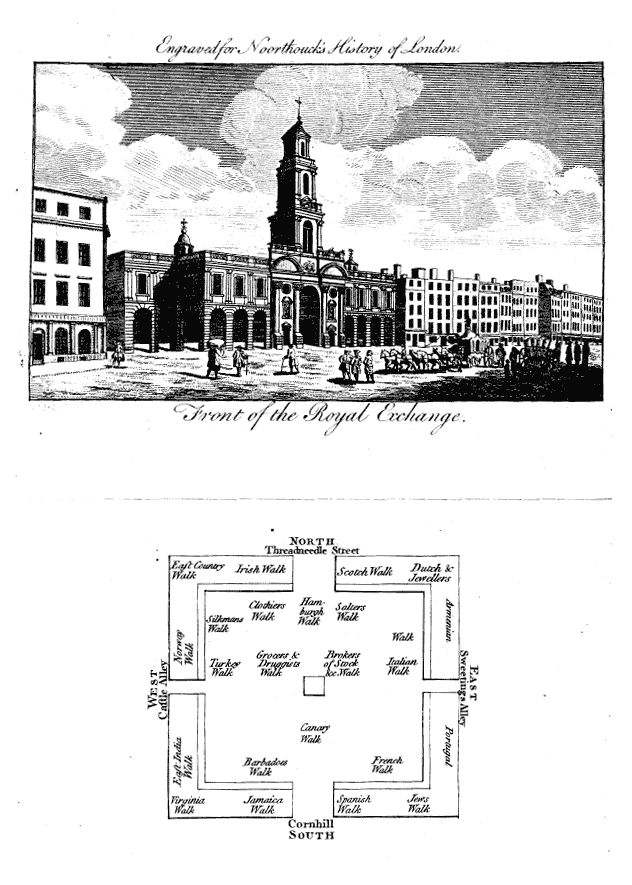 Engraved for Noorthouck's History of London.
Front of the Royal Exchange.
NORTH
Threadneedle Street
East Country
Walk
Irish Walk
Scotch Walk
Dutch &
Jewellers
Clothiers
Walk
Ham-
burgh
Walk
Salters
Walk
Silkmans
Walk
Armenian
Walk
Norway
Walk
Turkey
Walk
Grocers &
Druggists
Walk
Brokers
of Stock
&c. Walk
Italian
Walk
WEST
Castle Alley
EAST
Sweetings Alley
Canary
Walk
East India
Walk
Portugal
Barbadoes
Walk
French
Walk
Virginia
Walk
Jamaica
Walk
Spanish
Walk
Jews
Walk
Cornhill
SOUTH